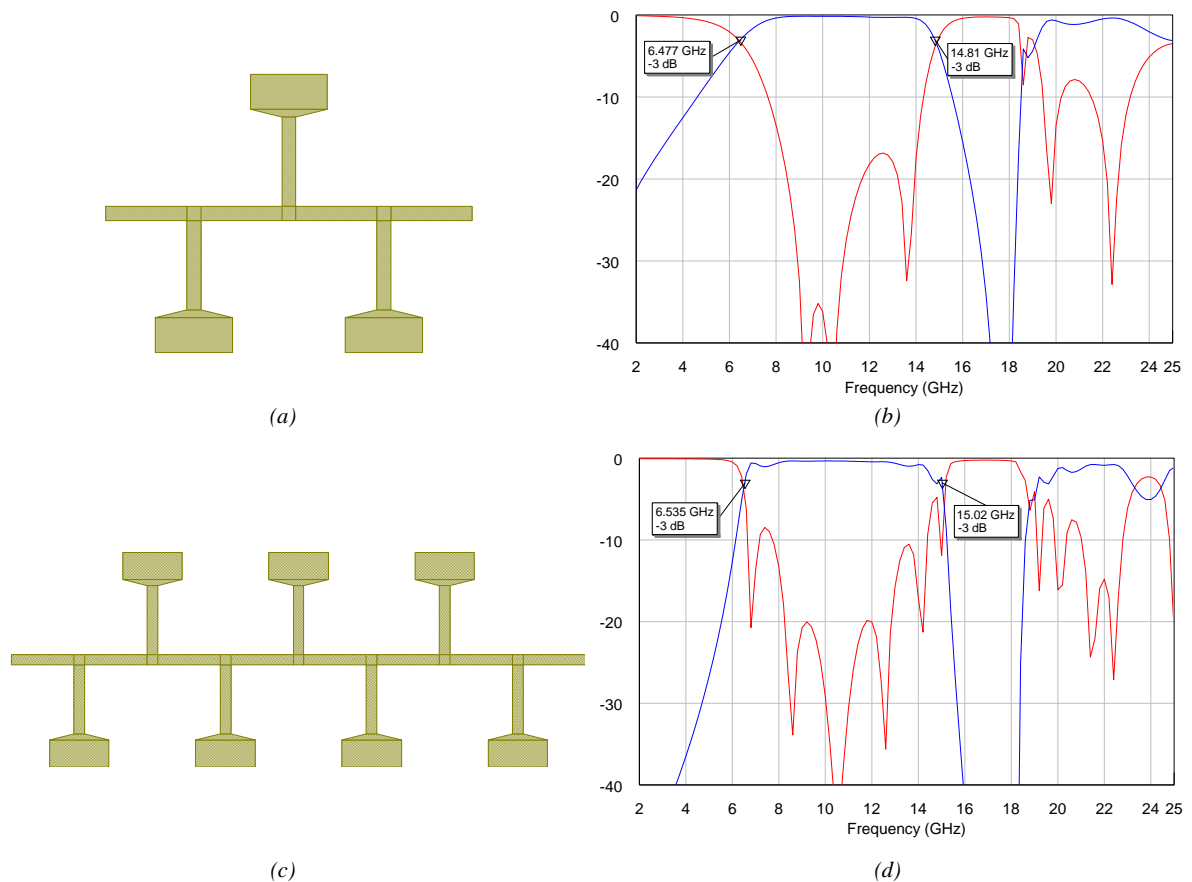 0
-10
-20
-30
-40
6.477 GHz
-3 dB
14.81 GHz
-3 dB
2 4 6 8 10 12 14 16 18 20 22 24 25
Frequency (GHz)
(a)
(b)
0
-10
-20
-30
-40
6.535 GHz
-3 dB
15.02 GHz
-3 dB
2 4 6 8 10 12 14 16 18 20 22 24 25
Frequency (GHz)
(c)
(d)